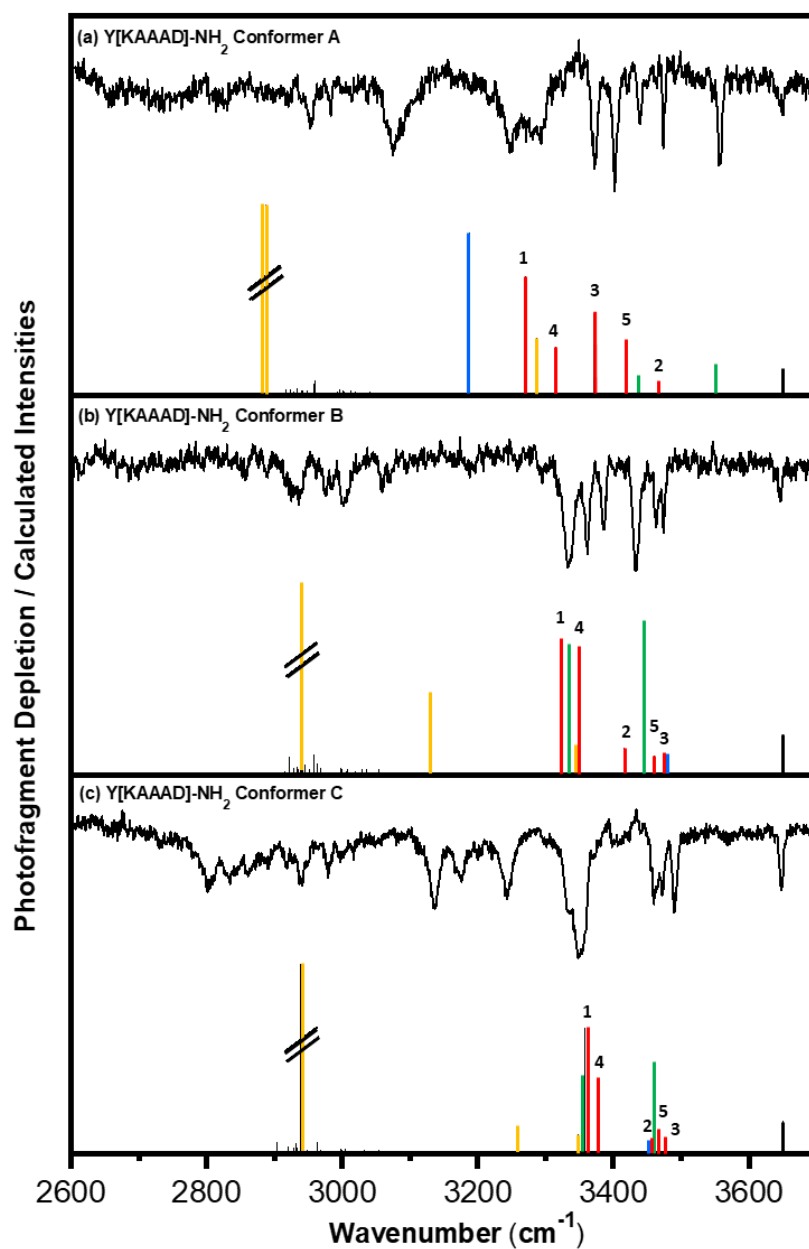 (a) Y[KAAAD]-NH2 Conformer A
1
3
4
5
2
(b) Y[KAAAD]-NH2 Conformer B
1
4
2
5
3
(c) Y[KAAAD]-NH2 Conformer C
1
4
2
5
3
Photofragment Depletion / Calculated Intensities
2600 2800 3000 3200 3400 3600
Wavenumber (cm-1)